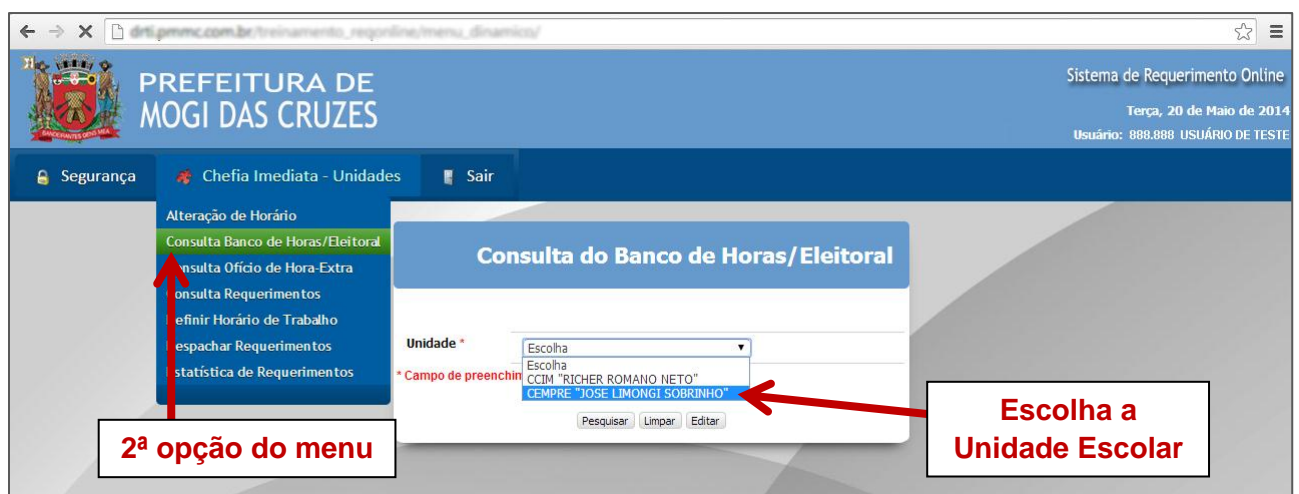 drti.pmmc.com.br/treinamento_reqonline/menu_dinamico/
PREFEITURA DE
MOGI DAS CRUZES
Sistema de Requerimento Online
Terça, 20 de Maio de 2014
Usuário: 888.888 USUÁRIO DE TESTE
Segurança
Chefia Imediata - Unidades
Sair
Alteração de Horário
Consulta Banco de Horas/Eleitoral
onsulta Ofício de Hora-Extra
onsulta Requerimentos
efinir Horário de Trabalho
espachar Requerimentos
statística de Requerimentos
Consulta do Banco de Horas/Eleitoral
Unidade *
Escolha
Escolha
CCIM "RICHER ROMANO NETO"
CEMPRE "JOSE LIMONGI SOBRINHO"
* Campo de preenchin
Pesquisar Limpar Editar
2ª opção do menu
Escolha a
Unidade Escolar